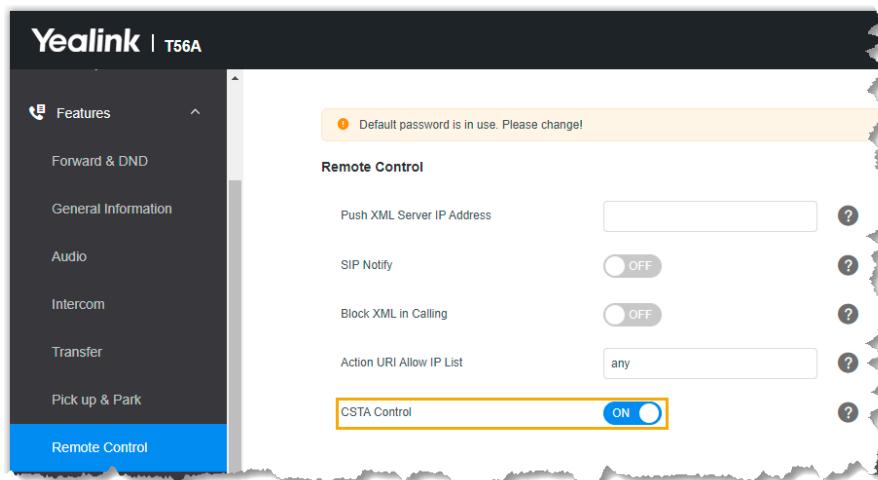 Yealink | T56A
Features
Forward & DND
General Information
Audio
Intercom
Transfer
Pick up & Park
Remote Control
Default password is in use. Please change!
Remote Control
Push XML Server IP Address
?
SIP Notify
OFF
?
Block XML in Calling
OFF
?
Action URI Allow IP List
any
?
CSTA Control
ON
?